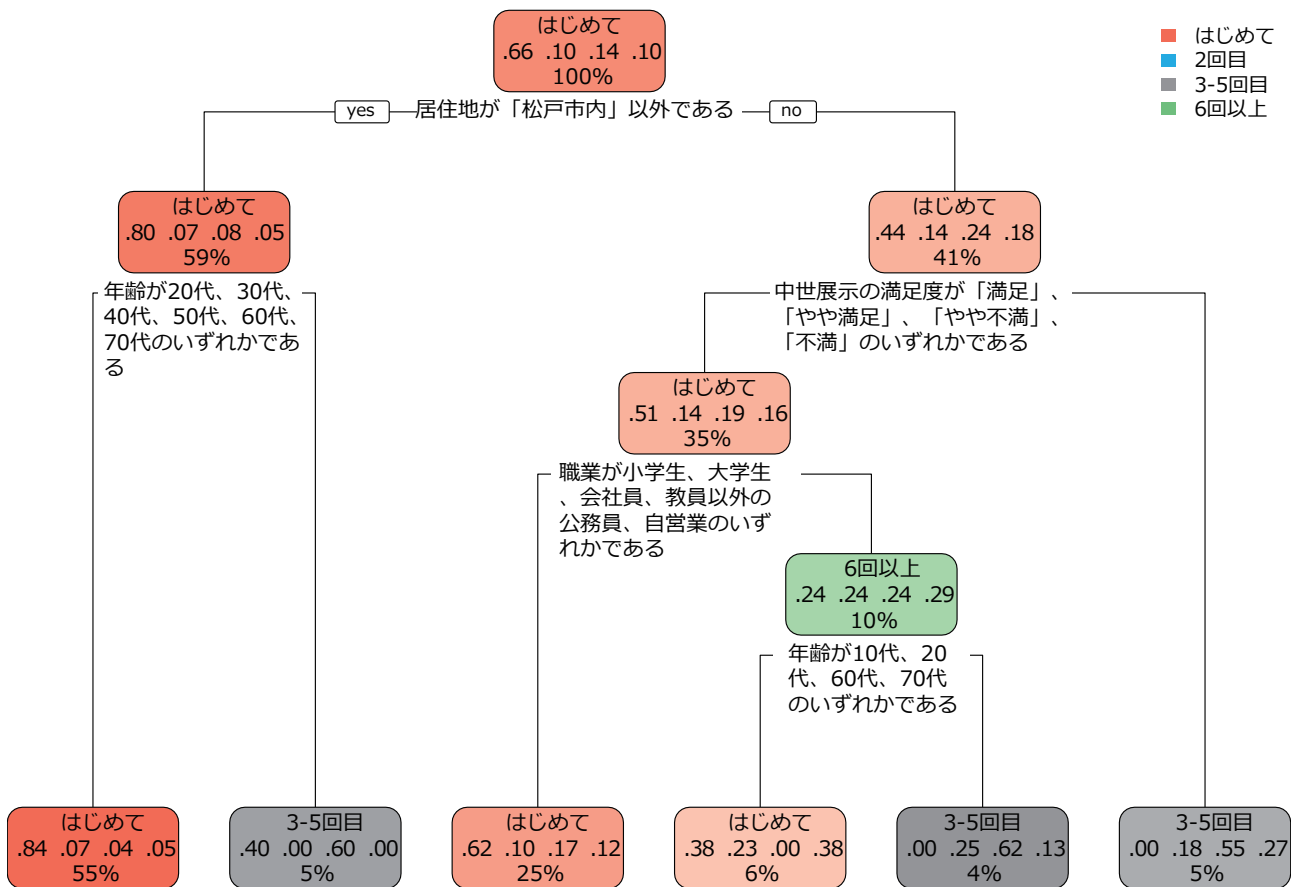 はじめて
.66 .10 .14 .10
100%
はじめて
2回目
3-5回目
6回以上
yes
居住地が「松戸市内」以外である
no
はじめて
.80 .07 .08 .05
59%
はじめて
.44 .14 .24 .18
41%
年齢が20代、30代、
40代、50代、60代、
70代のいずれかであ
る
中世展示の満足度が「満足」、
「やや満足」、「やや不満」、
「不満」のいずれかである
はじめて
.51 .14 .19 .16
35%
職業が小学生、大学生
、会社員、教員以外の
公務員、自営業のいず
れかである
6回以上
.24 .24 .24 .29
10%
年齢が10代、20
代、60代、70代
のいずれかである
はじめて
.84 .07 .04 .05
55%
3-5回目
.40 .00 .60 .00
5%
はじめて
.62 .10 .17 .12
25%
はじめて
.38 .23 .00 .38
6%
3-5回目
.00 .25 .62 .13
4%
3-5回目
.00 .18 .55 .27
5%